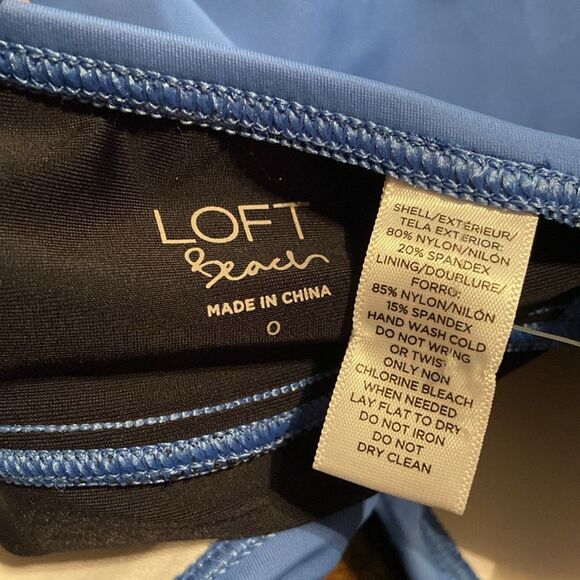 LOFT
Beach
MADE IN CHINA
0
SHELL/EXTÉRIEUR/
TELA EXTERIOR:
80% NYLON/NILÓN
20% SPANDEX
LINING/DOUBLURE/
FORRO:
85% NYLON/NILÓN
15% SPANDEX
HAND WASH COLD
DO NOT WRING
OR TWIST
ONLY NON
CHLORINE BLEACH
WHEN NEEDED
LAY FLAT TO DRY
DO NOT IRON
DO NOT
DRY CLEAN